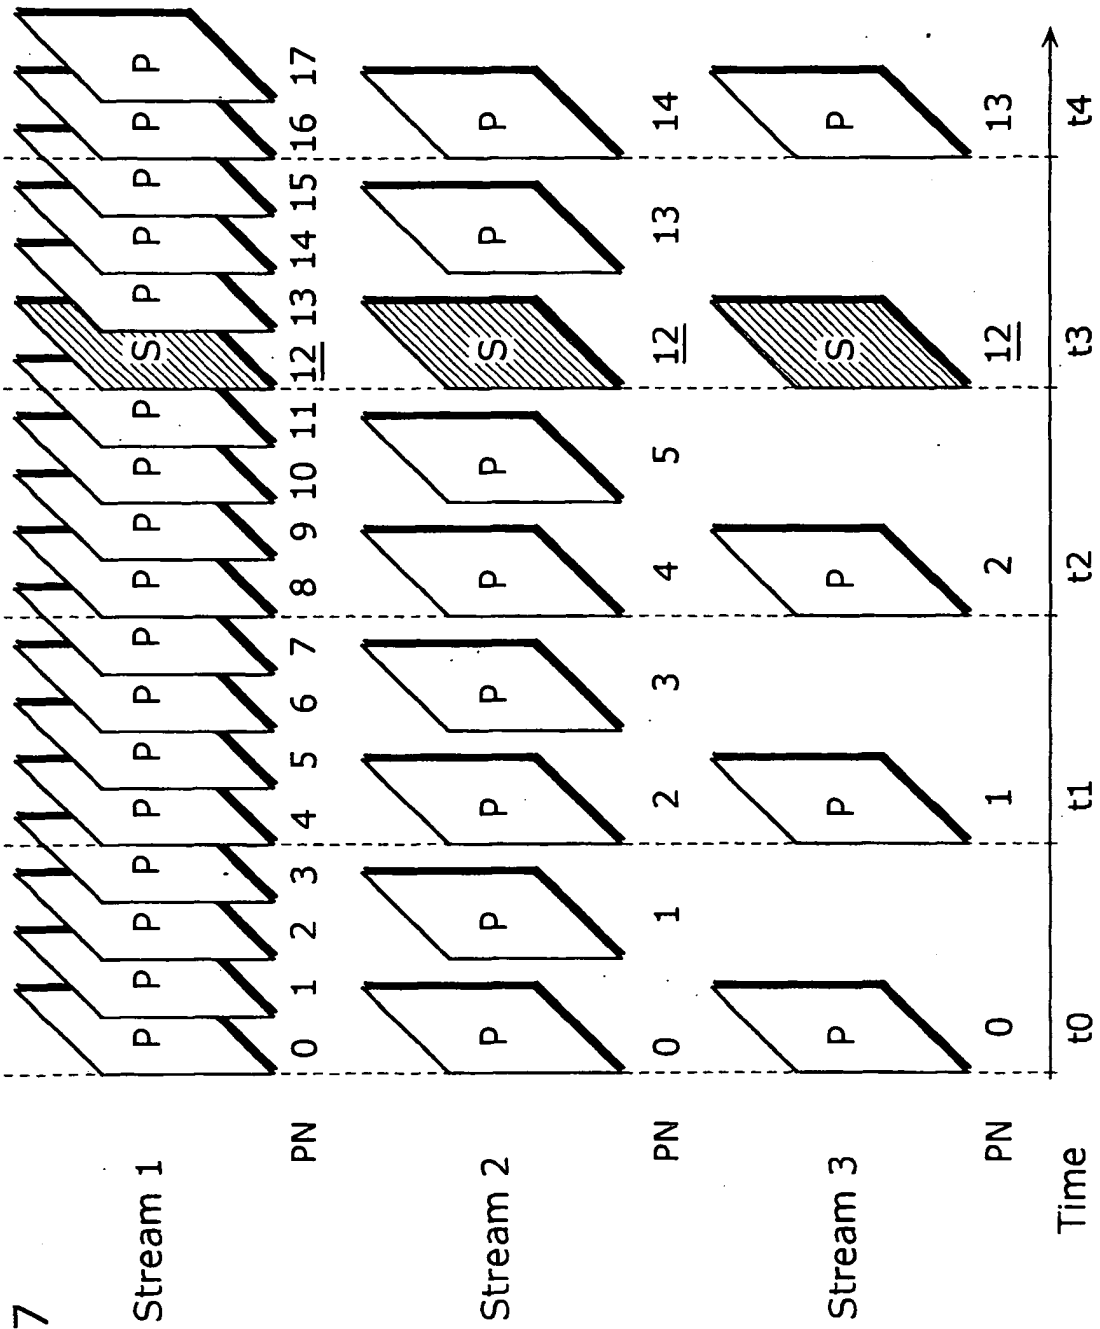 7
Stream 1
P P P P P P P P P P P P S P P P P P
PN 0 1 2 3 4 5 6 7 8 9 10 11 12 13 14 15 16 17
Stream 2
P P P P P P S P P
PN 0 1 2 3 4 5 12 13 14
Stream 3
P P P S P
PN 0 1 2 12 13
Time t0 t1 t2 t3 t4